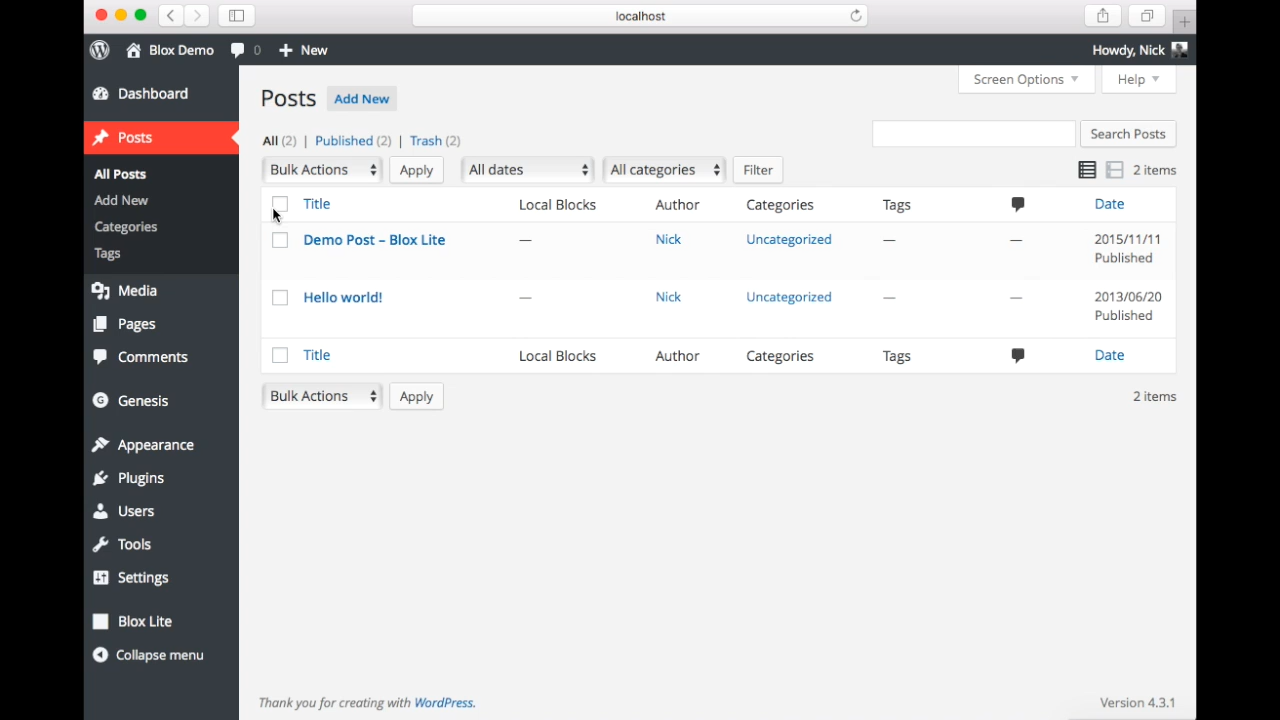 localhost
Blox Demo 0 New Howdy, Nick
Dashboard
Posts
All Posts
Add New
Categories
Tags
Media
Pages
Comments
Genesis
Appearance
Plugins
Users
Tools
Settings
Blox Lite
Collapse menu
Screen Options Help
Posts Add New
All (2) | Published (2) | Trash (2)
Search Posts
Bulk Actions Apply All dates All categories Filter 2 items
Title Local Blocks Author Categories Tags Date
Demo Post – Blox Lite — Nick Uncategorized — — 2015/11/11
Published
Hello world! — Nick Uncategorized — — 2013/06/20
Published
Title Local Blocks Author Categories Tags Date
Bulk Actions Apply 2 items
Thank you for creating with WordPress. Version 4.3.1